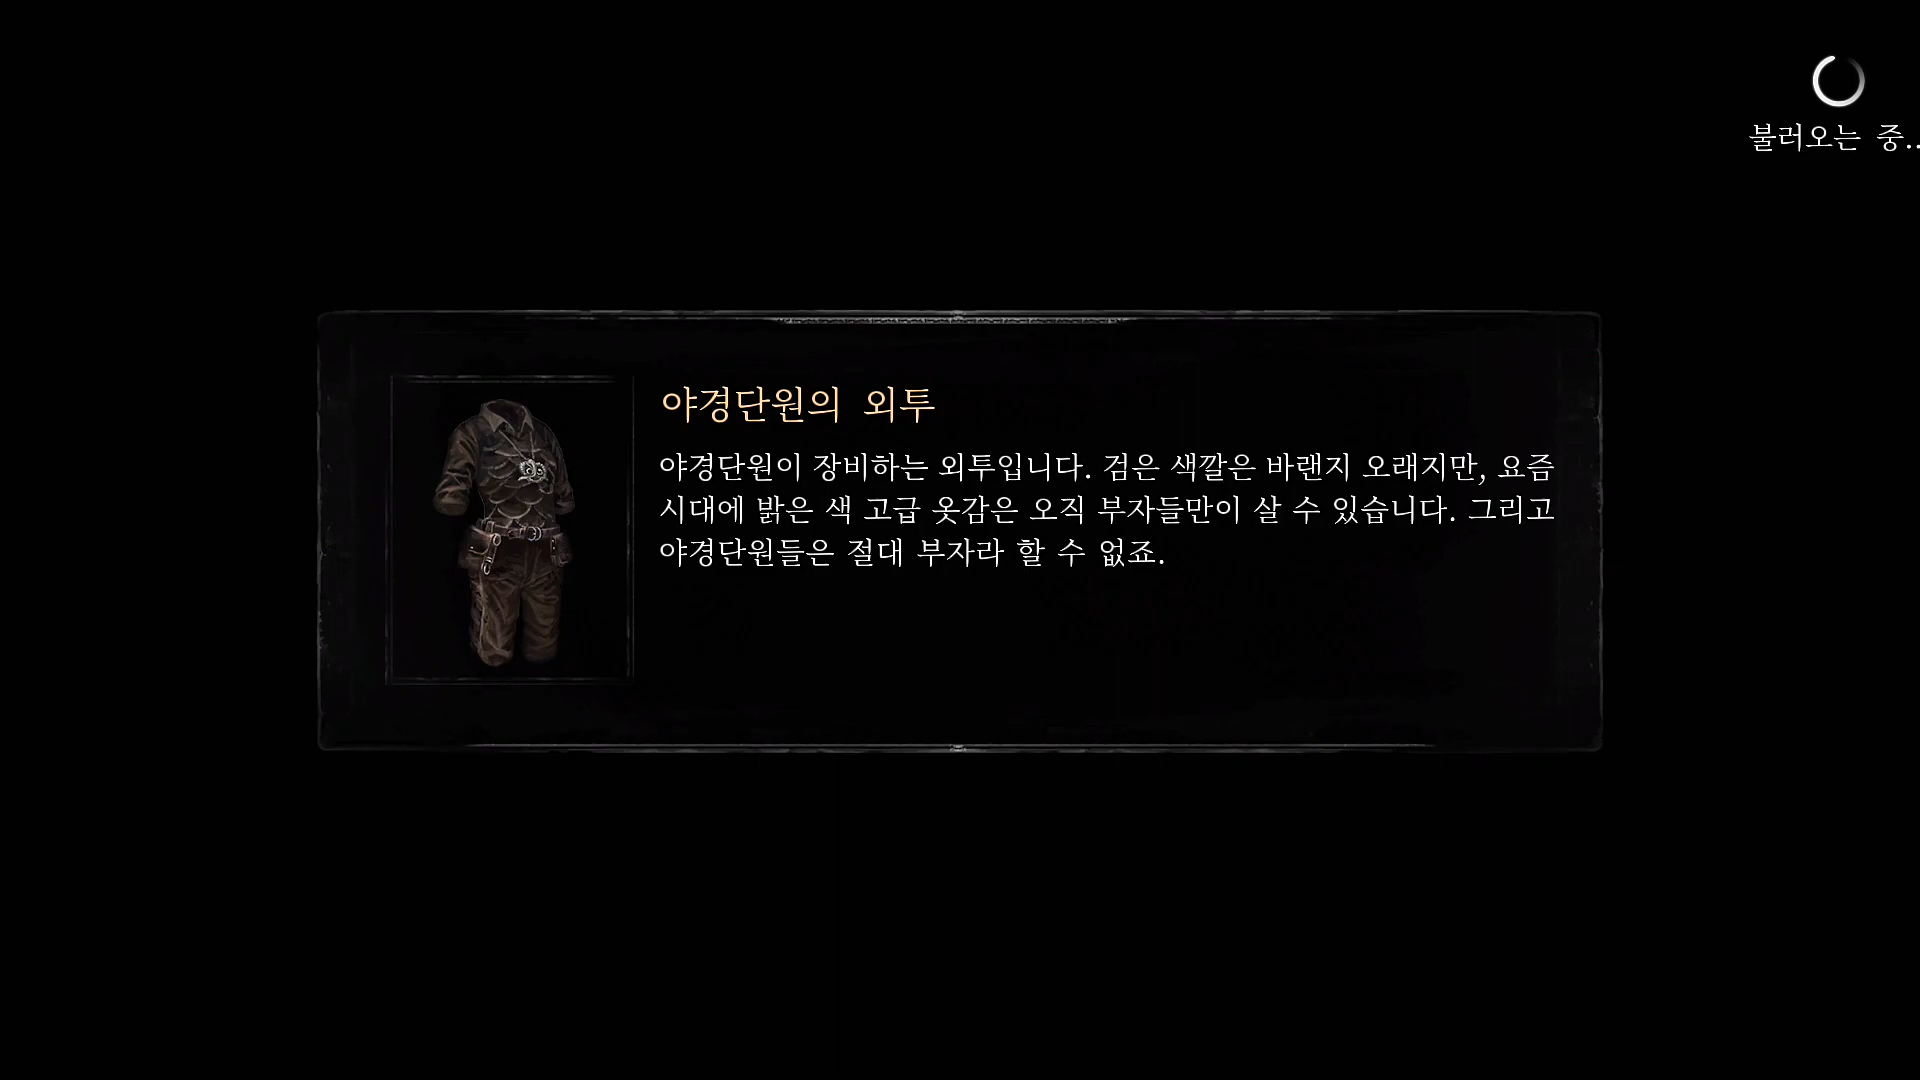 불러오는 중..
야경단원의 외투
야경단원이 장비하는 외투입니다. 검은 색깔은 바랜지 오래지만, 요즘
시대에 밝은 색 고급 옷감은 오직 부자들만이 살 수 있습니다. 그리고
야경단원들은 절대 부자라 할 수 없죠.